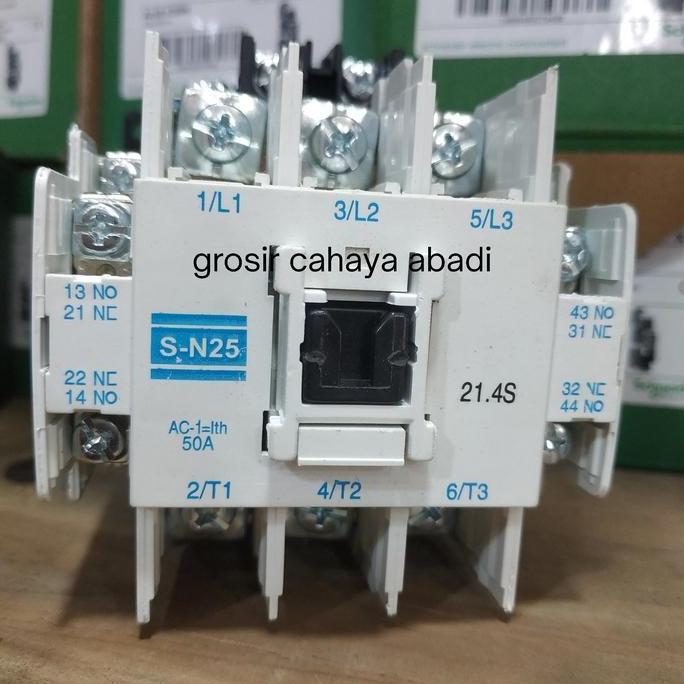 1/L1 3/L2 5/L3
grosir cahaya abadi
13 NO
21 NC
43 NO
31 NC
S-N25
22 NC
14 NO
21.4S
32 NC
44 NO
AC-1=Ith
50A
2/T1 4/T2 6/T3